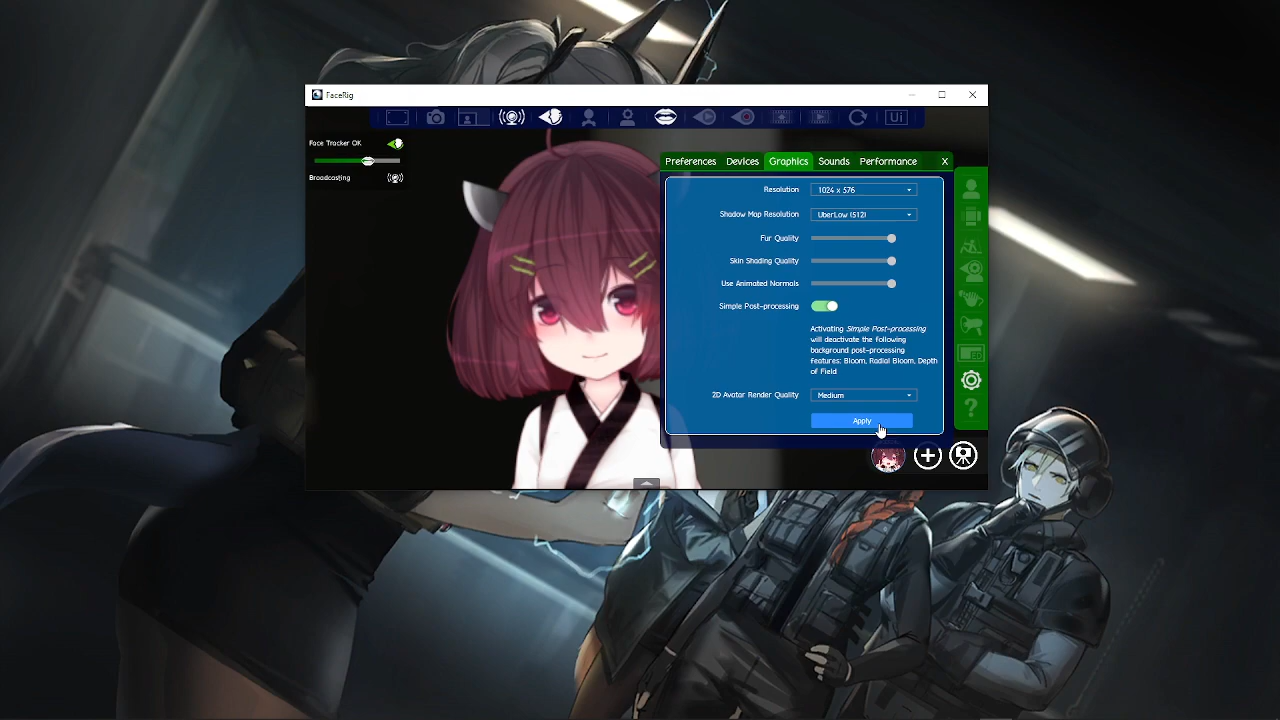 FaceRig
Ui
Face Tracker OK
Broadcasting
Preferences Devices Graphics Sounds Performance X
Resolution 1024 x 576
Shadow Map Resolution UberLow (512)
Fur Quality
Skin Shading Quality
Use Animated Normals
Simple Post-processing
Activating Simple Post-processing
will deactivate the following
background post-processing
features: Bloom, Radial Bloom, Depth
of Field
2D Avatar Render Quality Medium
Apply
?